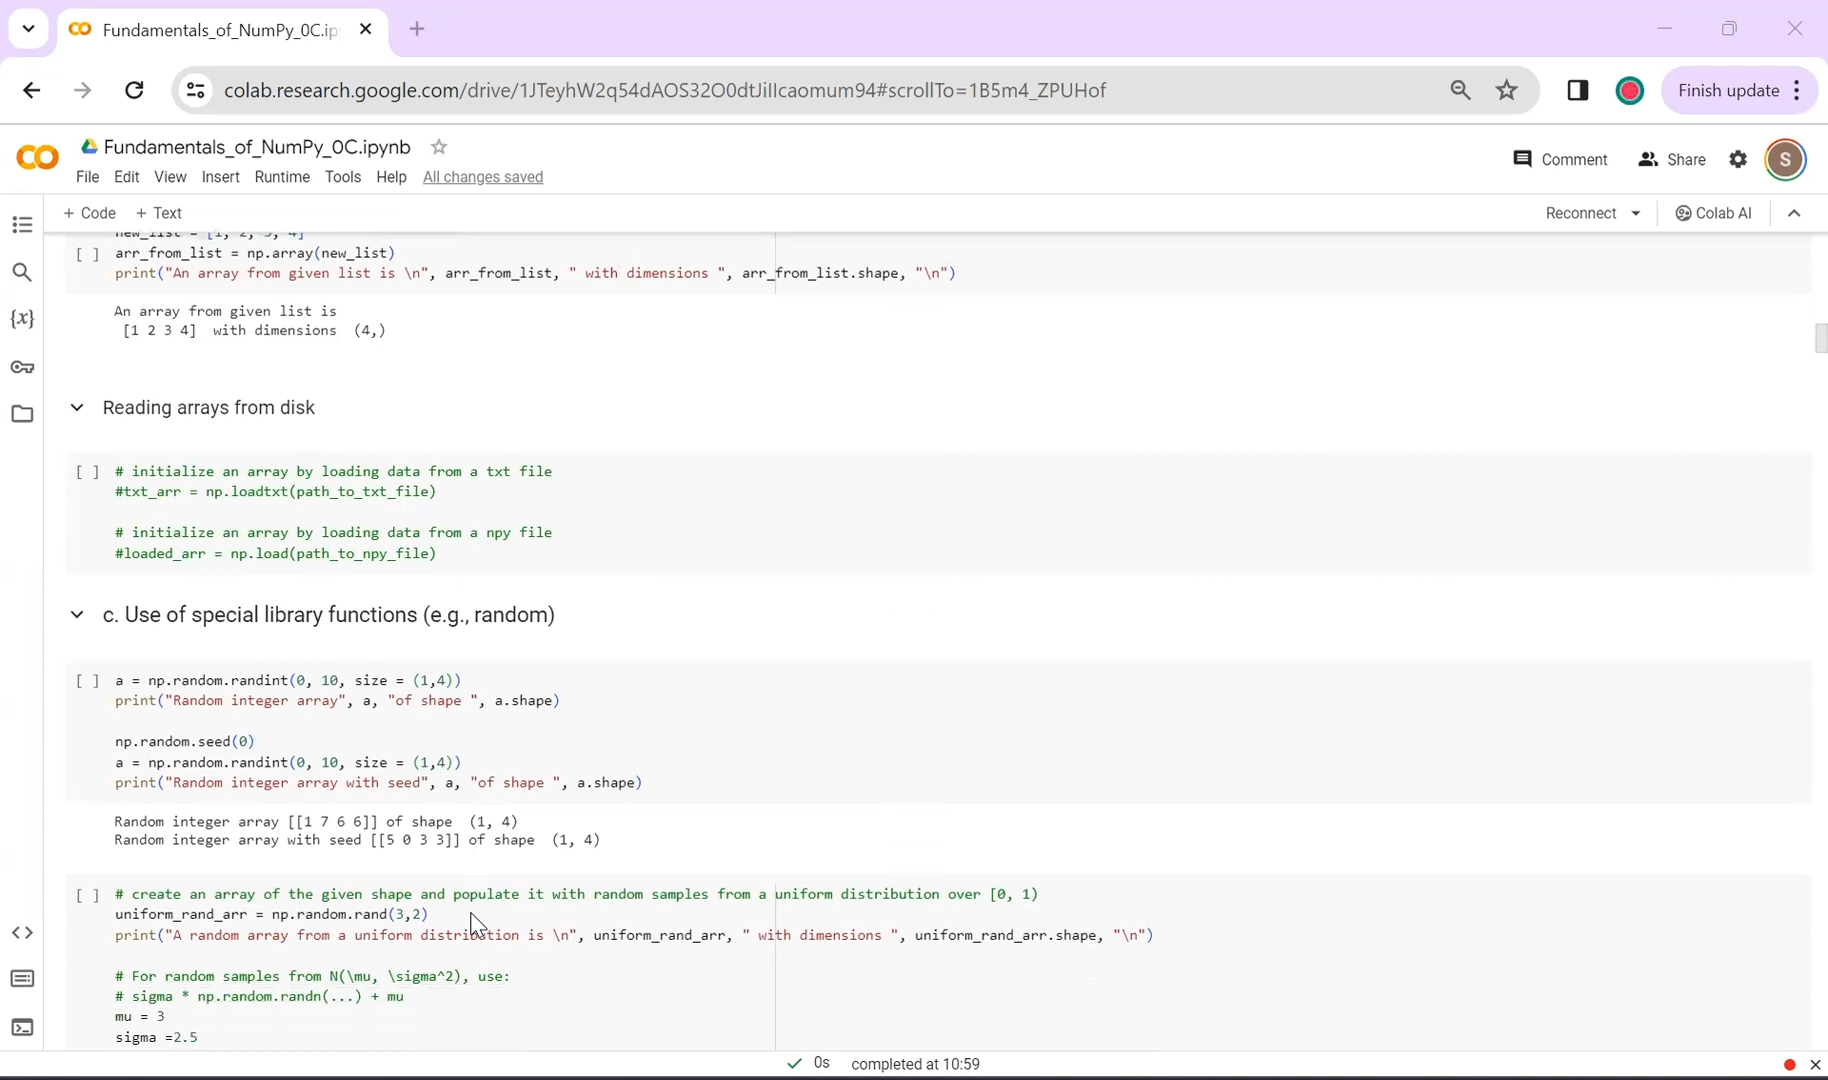 Fundamentals_of_NumPy_0C.ip
colab.research.google.com/drive/1JTeyhW2q54dAOS32O0dtJiIlcaomum94#scrollTo=1B5m4_ZPUHof
Finish update
Fundamentals_of_NumPy_0C.ipynb
Comment
Share
S
File Edit View Insert Runtime Tools Help All changes saved
+ Code + Text
Reconnect
Colab AI
new_list = [1, 2, 3, 4]
[ ] arr_from_list = np.array(new_list)
print("An array from given list is \n", arr_from_list, " with dimensions ", arr_from_list.shape, "\n")
An array from given list is
[1 2 3 4]  with dimensions  (4,)
Reading arrays from disk
[ ] # initialize an array by loading data from a txt file
#txt_arr = np.loadtxt(path_to_txt_file)
# initialize an array by loading data from a npy file
#loaded_arr = np.load(path_to_npy_file)
c. Use of special library functions (e.g., random)
[ ] a = np.random.randint(0, 10, size = (1,4))
print("Random integer array", a, "of shape ", a.shape)
np.random.seed(0)
a = np.random.randint(0, 10, size = (1,4))
print("Random integer array with seed", a, "of shape ", a.shape)
Random integer array [[1 7 6 6]] of shape  (1, 4)
Random integer array with seed [[5 0 3 3]] of shape  (1, 4)
[ ] # create an array of the given shape and populate it with random samples from a uniform distribution over [0, 1)
uniform_rand_arr = np.random.rand(3,2)
print("A random array from a uniform distribution is \n", uniform_rand_arr, " with dimensions ", uniform_rand_arr.shape, "\n")
# For random samples from N(\mu, \sigma^2), use:
# sigma * np.random.randn(...) + mu
mu = 3
sigma =2.5
0s completed at 10:59